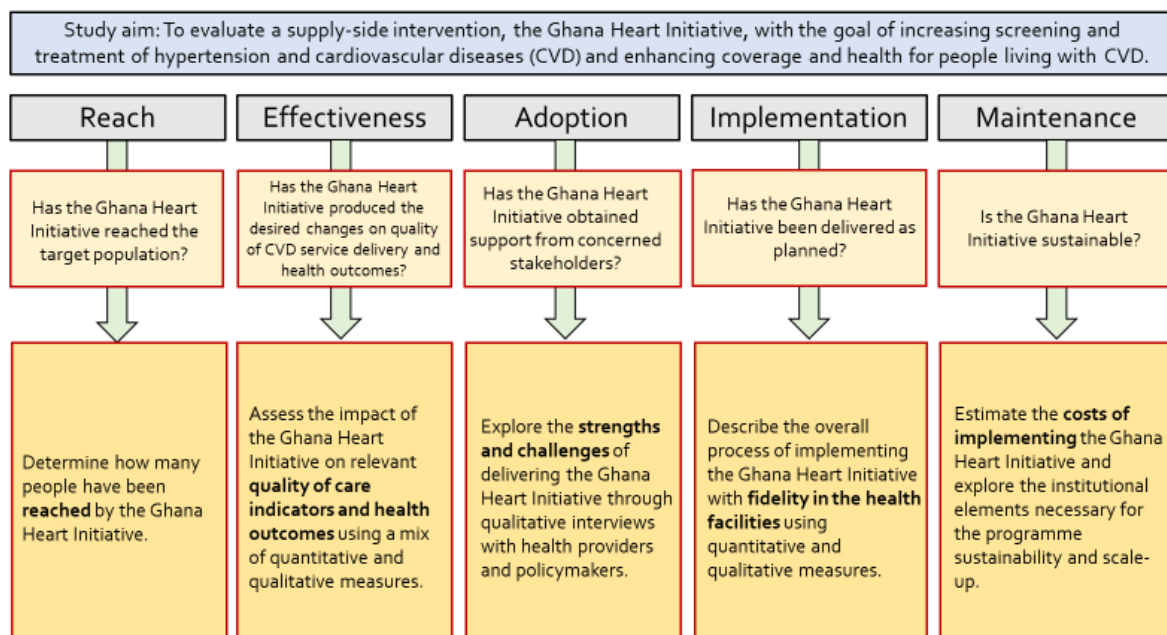 Study aim: To evaluate a supply-side intervention, the Ghana Heart Initiative, with the goal of increasing screening and
treatment of hypertension and cardiovascular diseases (CVD) and enhancing coverage and health for people living with CVD.
Reach
Has the Ghana Heart
Initiative reached the
target population?
Determine how many
people have been
reached by the Ghana
Heart Initiative.
Effectiveness
Has the Ghana Heart
Initiative produced the
desired changes on quality
of CVD service delivery and
health outcomes?
Assess the impact of
the Ghana Heart
Initiative on relevant
quality of care
indicators and health
outcomes using a mix
of quantitative and
qualitative measures.
Adoption
Has the Ghana Heart
Initiative obtained
support from concerned
stakeholders?
Explore the strengths
and challenges of
delivering the Ghana
Heart Initiative through
qualitative interviews
with health providers
and policymakers.
Implementation
Has the Ghana Heart
Initiative been delivered as
planned?
Describe the overall
process of implementing
the Ghana Heart Initiative
with fidelity in the health
facilities using
quantitative and
qualitative measures.
Maintenance
Is the Ghana Heart
Initiative sustainable?
Estimate the costs of
implementing the Ghana
Heart Initiative and
explore the institutional
elements necessary for
the programme
sustainability and scale-
up.